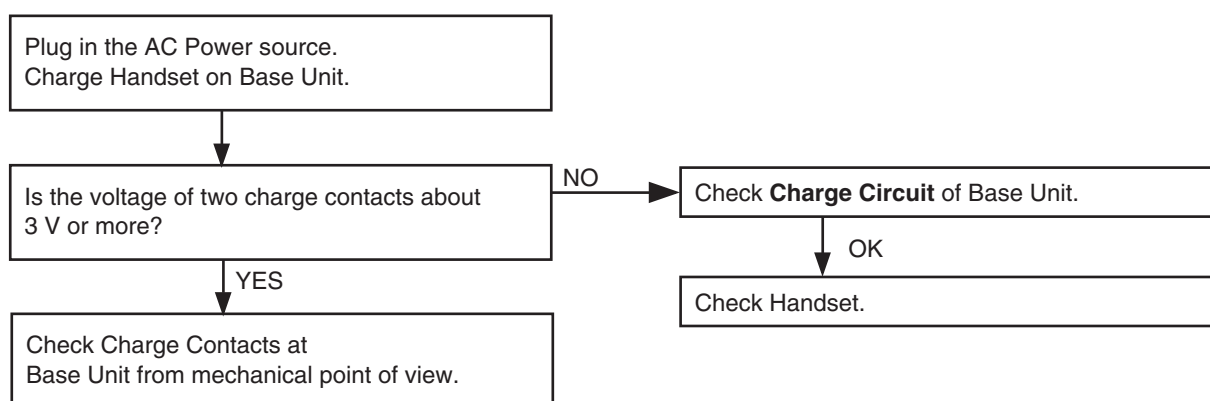 Plug in the AC Power source.
Charge Handset on Base Unit.
Is the voltage of two charge contacts about
3 V or more?
NO
Check Charge Circuit of Base Unit.
OK
Check Handset.
YES
Check Charge Contacts at
Base Unit from mechanical point of view.